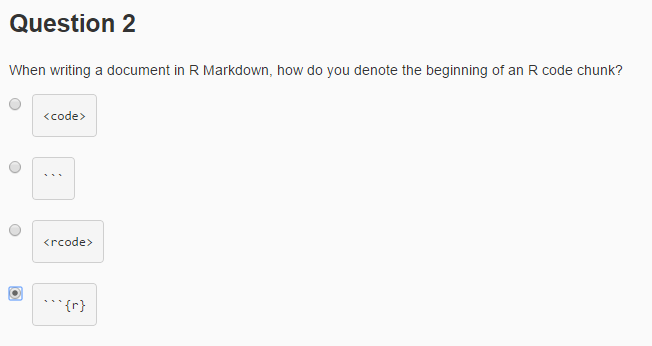 Question 2
When writing a document in R Markdown, how do you denote the beginning of an R code chunk?
<code>
```
<rcode>
```{r}